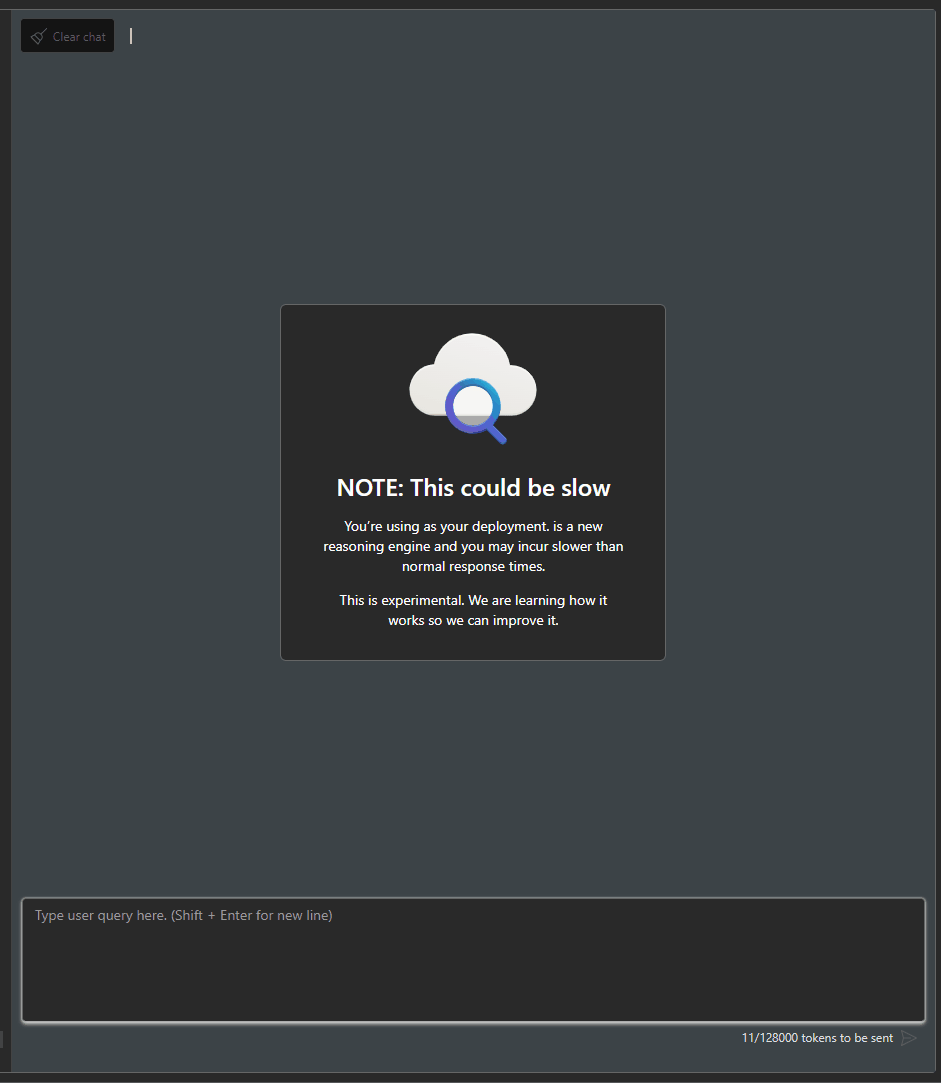 Clear chat
NOTE: This could be slow
You're using as your deployment. is a new
reasoning engine and you may incur slower than
normal response times.
This is experimental. We are learning how it
works so we can improve it.
Type user query here. (Shift + Enter for new line)
11/128000 tokens to be sent